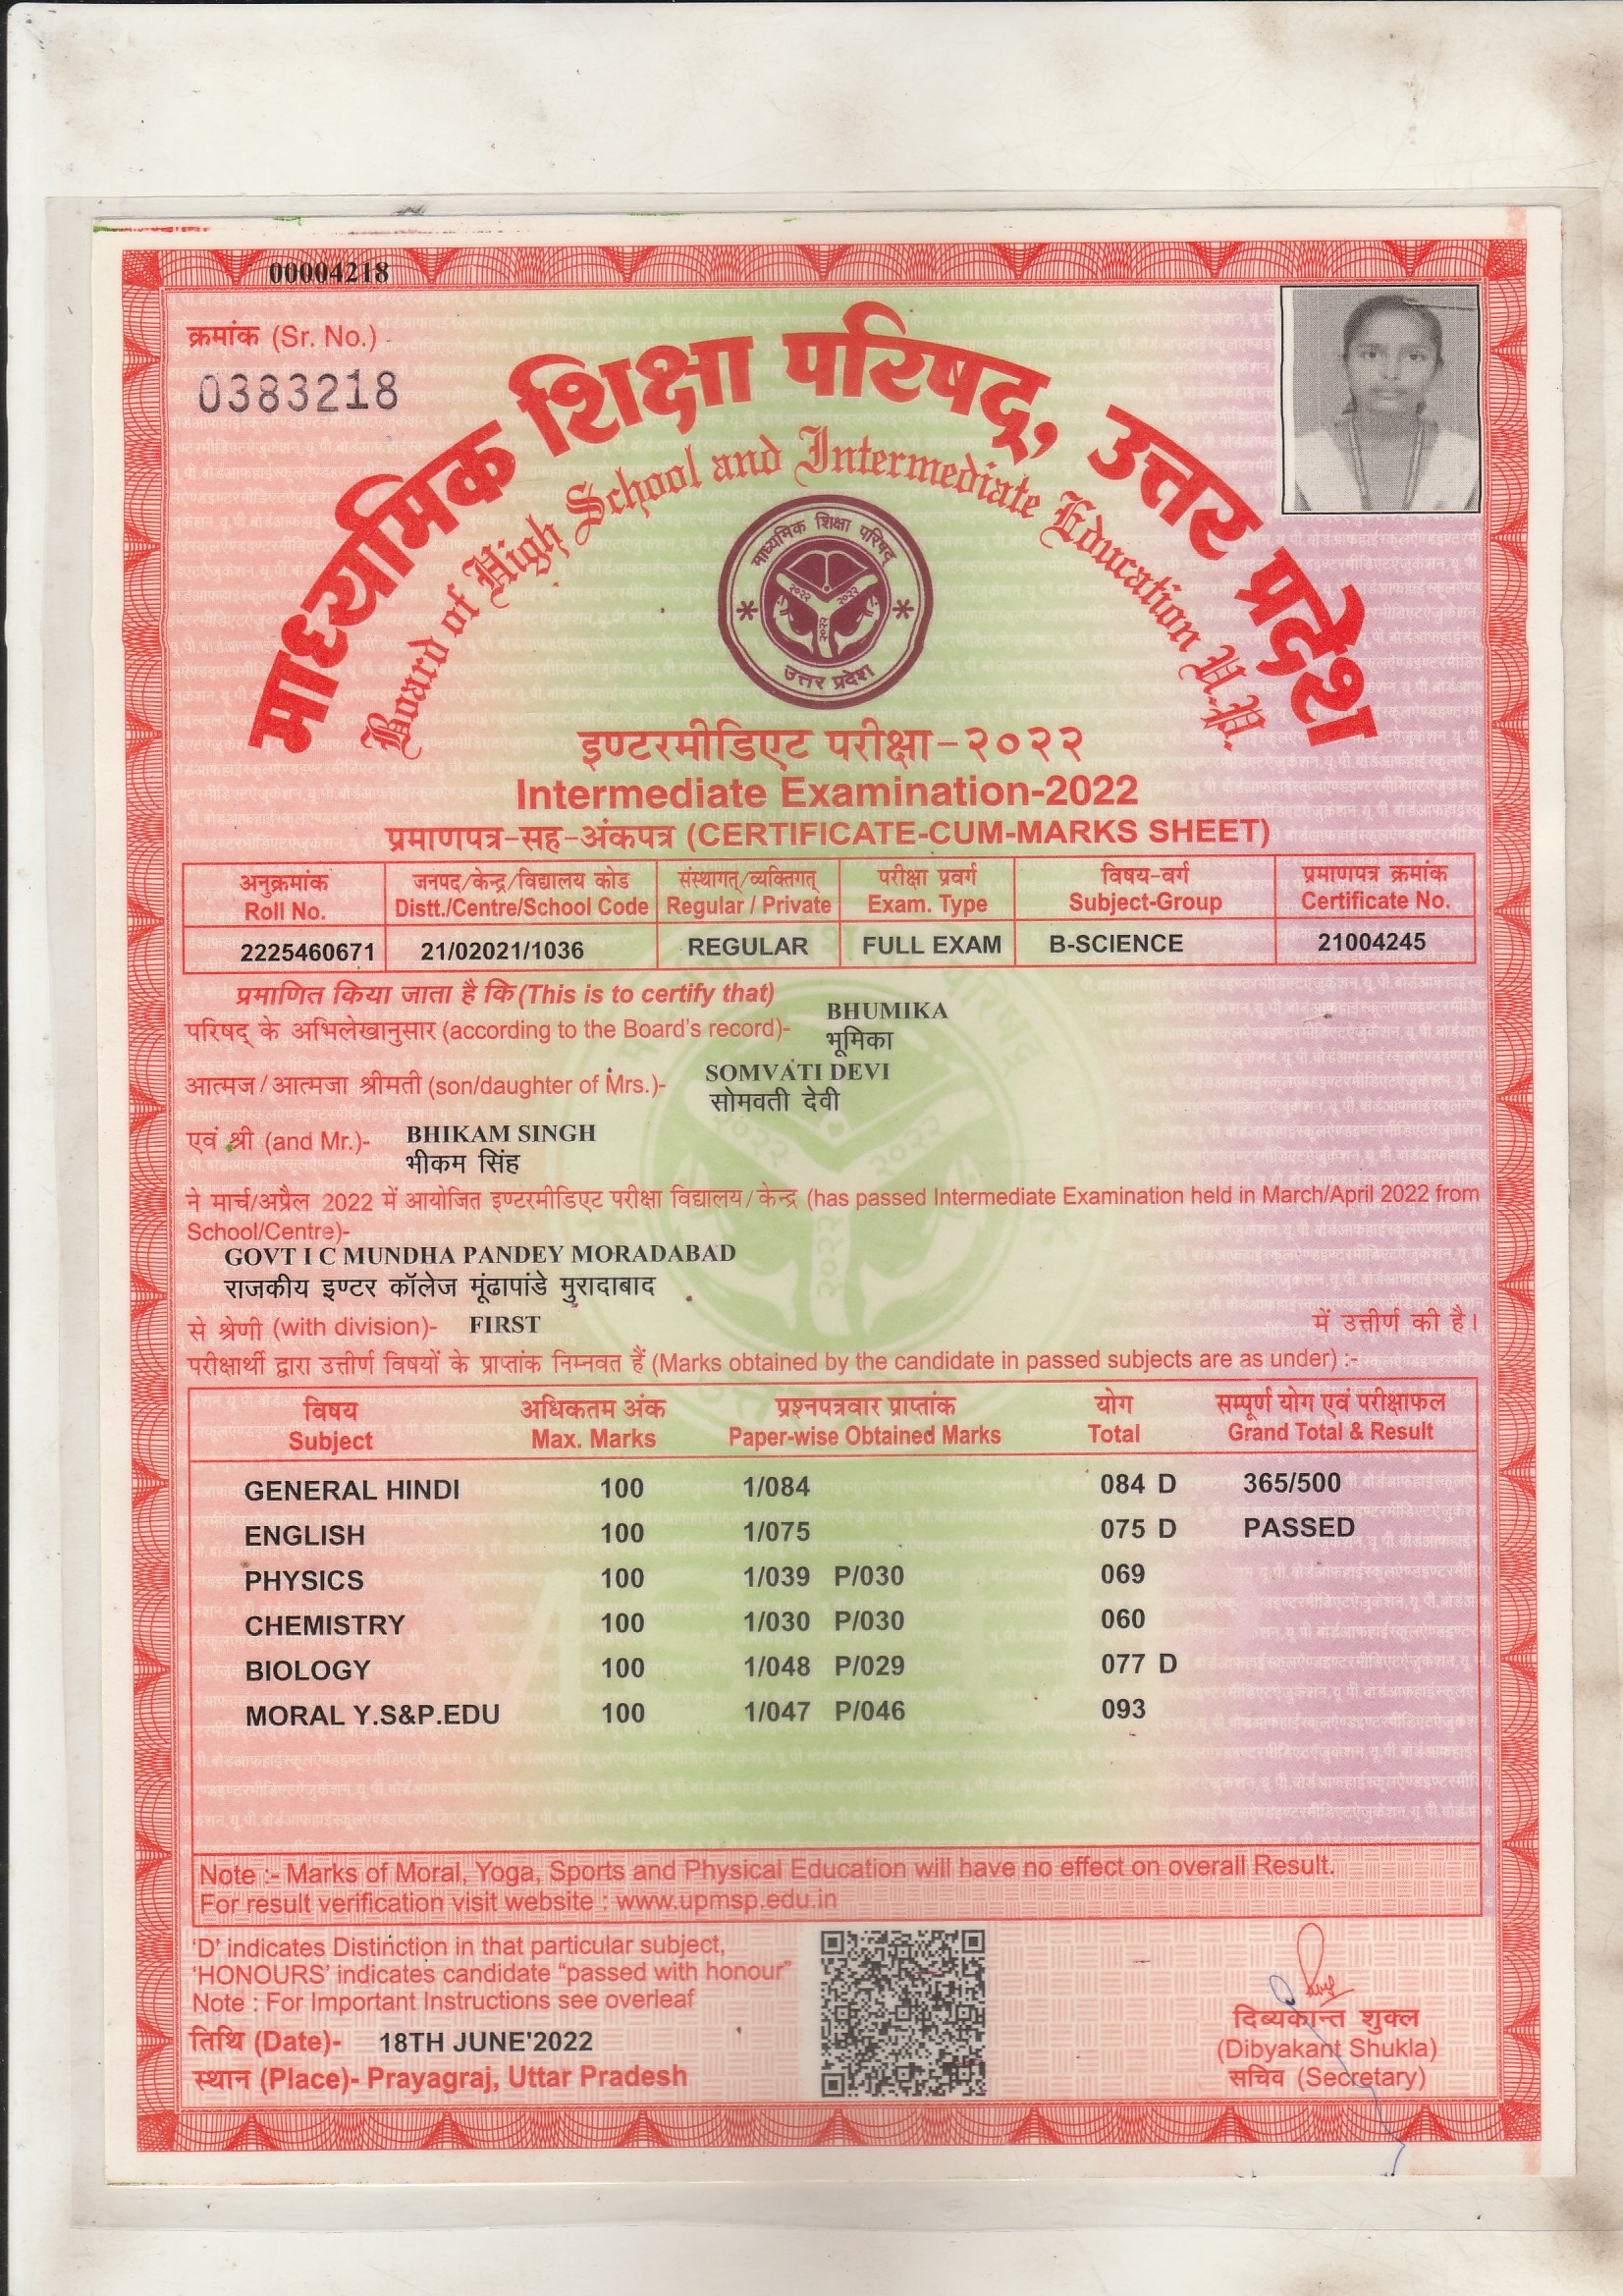 00004218
क्रमांक (Sr. No.)
0383218
माध्यमिक शिक्षा परिषद्, उत्तर प्रदेश
Board of High School and Intermediate Education U.P.
माध्यमिक शिक्षा परिषद्
२०२२ २०२२
२०२२
उत्तर प्रदेश
इण्टरमीडिएट परीक्षा-२०२२
Intermediate Examination-2022
प्रमाणपत्र-सह-अंकपत्र (CERTIFICATE-CUM-MARKS SHEET)
अनुक्रमांक जनपद/केन्द्र/विद्यालय कोड संस्थागत्/व्यक्तिगत् परीक्षा प्रवर्ग विषय-वर्ग प्रमाणपत्र क्रमांक
Roll No. Distt./Centre/School Code Regular / Private Exam. Type Subject-Group Certificate No.
2225460671 21/02021/1036 REGULAR FULL EXAM B-SCIENCE 21004245
प्रमाणित किया जाता है कि (This is to certify that)
परिषद् के अभिलेखानुसार (according to the Board's record)- BHUMIKA
भूमिका
आत्मज/आत्मजा श्रीमती (son/daughter of Mrs.)- SOMVATI DEVI
सोमवती देवी
एवं श्री (and Mr.)- BHIKAM SINGH
भीकम सिंह
ने मार्च/अप्रैल 2022 में आयोजित इण्टरमीडिएट परीक्षा विद्यालय/केन्द्र (has passed Intermediate Examination held in March/April 2022 from
School/Centre)-
GOVT I C MUNDHA PANDEY MORADABAD
राजकीय इण्टर कॉलेज मूंढापांडे मुरादाबाद
से श्रेणी (with division)- FIRST में उत्तीर्ण की है।
परीक्षार्थी द्वारा उत्तीर्ण विषयों के प्राप्तांक निम्नवत हैं (Marks obtained by the candidate in passed subjects are as under) :-
विषय अधिकतम अंक प्रश्नपत्रवार प्राप्तांक योग सम्पूर्ण योग एवं परीक्षाफल
Subject Max. Marks Paper-wise Obtained Marks Total Grand Total & Result
GENERAL HINDI 100 1/084 084 D 365/500
ENGLISH 100 1/075 075 D PASSED
PHYSICS 100 1/039 P/030 069
CHEMISTRY 100 1/030 P/030 060
BIOLOGY 100 1/048 P/029 077 D
MORAL Y.S&P.EDU 100 1/047 P/046 093
Note :- Marks of Moral, Yoga, Sports and Physical Education will have no effect on overall Result.
For result verification visit website : www.upmsp.edu.in
'D' indicates Distinction in that particular subject,
'HONOURS' indicates candidate "passed with honour"
Note : For Important Instructions see overleaf
तिथि (Date)- 18TH JUNE'2022
स्थान (Place)- Prayagraj, Uttar Pradesh
दिब्यकान्त शुक्ल
(Dibyakant Shukla)
सचिव (Secretary)